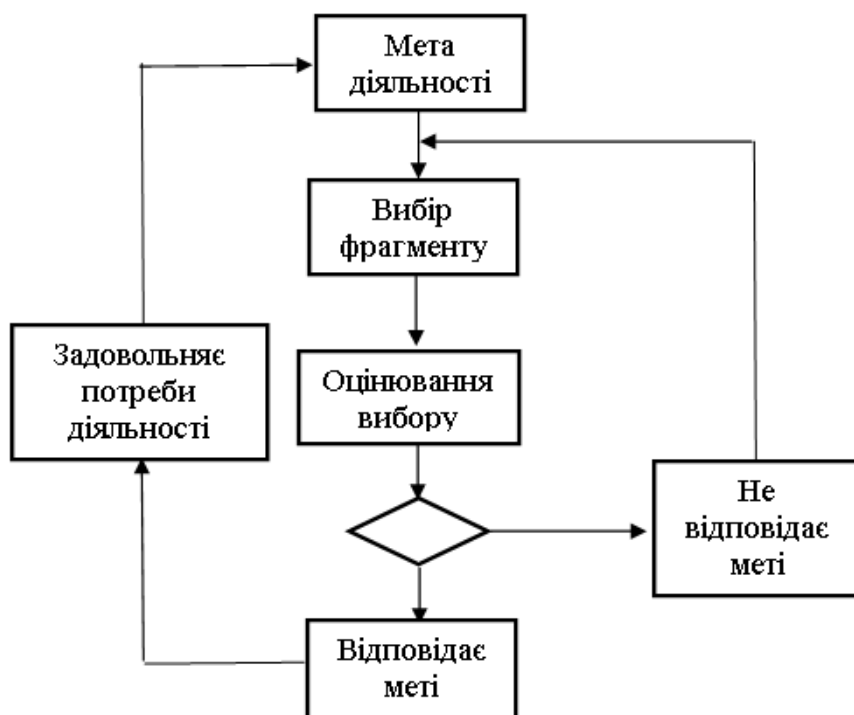 Мета
діяльності
Вибір
фрагменту
Задовольняє
потреби
діяльності
Оцінювання
вибору
Не
відповідає
меті
Відповідає
меті